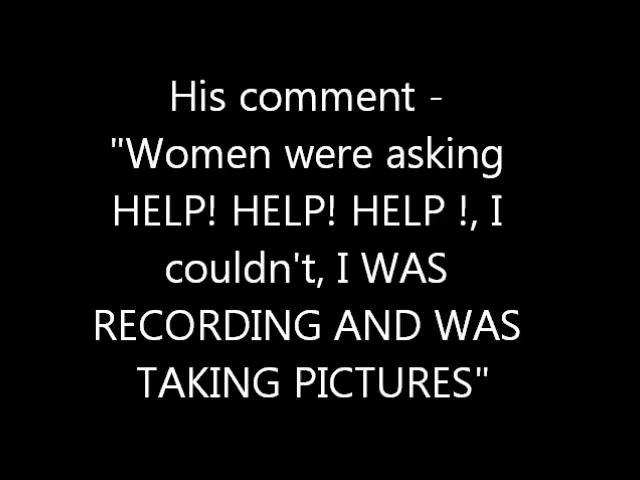 His comment -
"Women were asking
HELP! HELP! HELP !, I
couldn't, I WAS
RECORDING AND WAS
TAKING PICTURES"